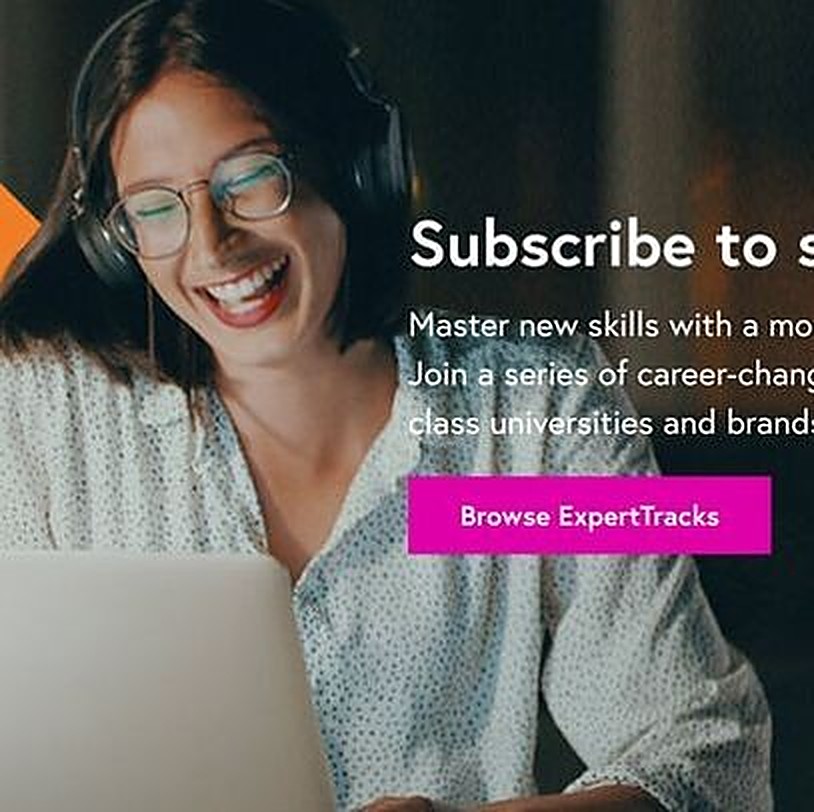 Subscribe to s
Master new skills with a mo
Join a series of career-chang
class universities and brands
Browse ExpertTracks